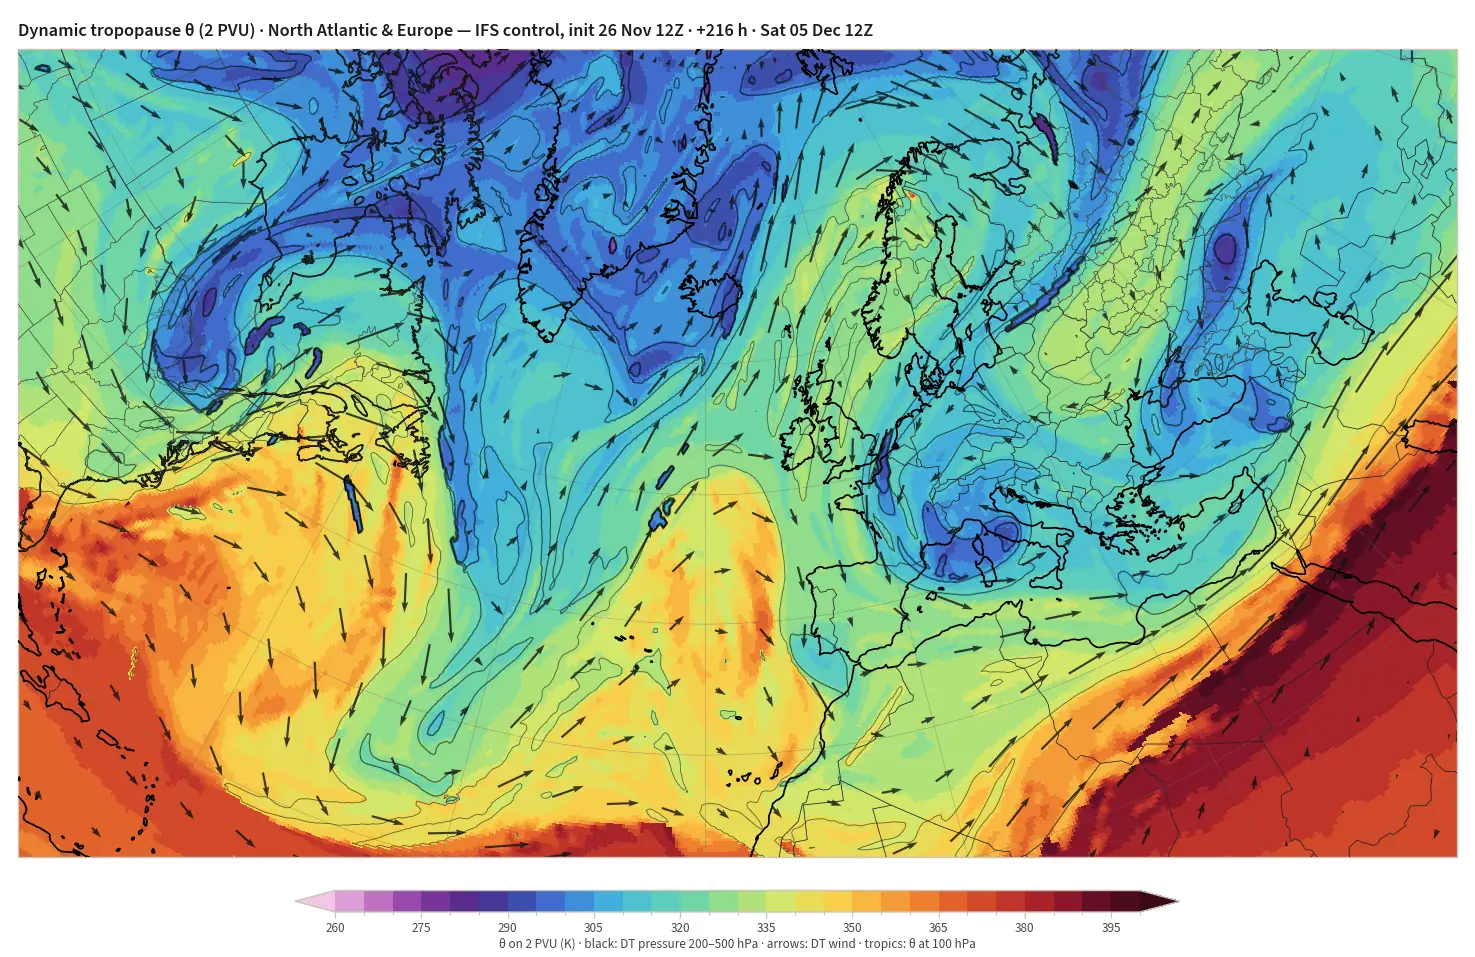 Dynamic tropopause θ (2 PVU) · North Atlantic & Europe — IFS control, init 26 Nov 12Z · +216 h · Sat 05 Dec 12Z
260 275 290 305 320 335 350 365 380 395
θ on 2 PVU (K) · black: DT pressure 200–500 hPa · arrows: DT wind · tropics: θ at 100 hPa